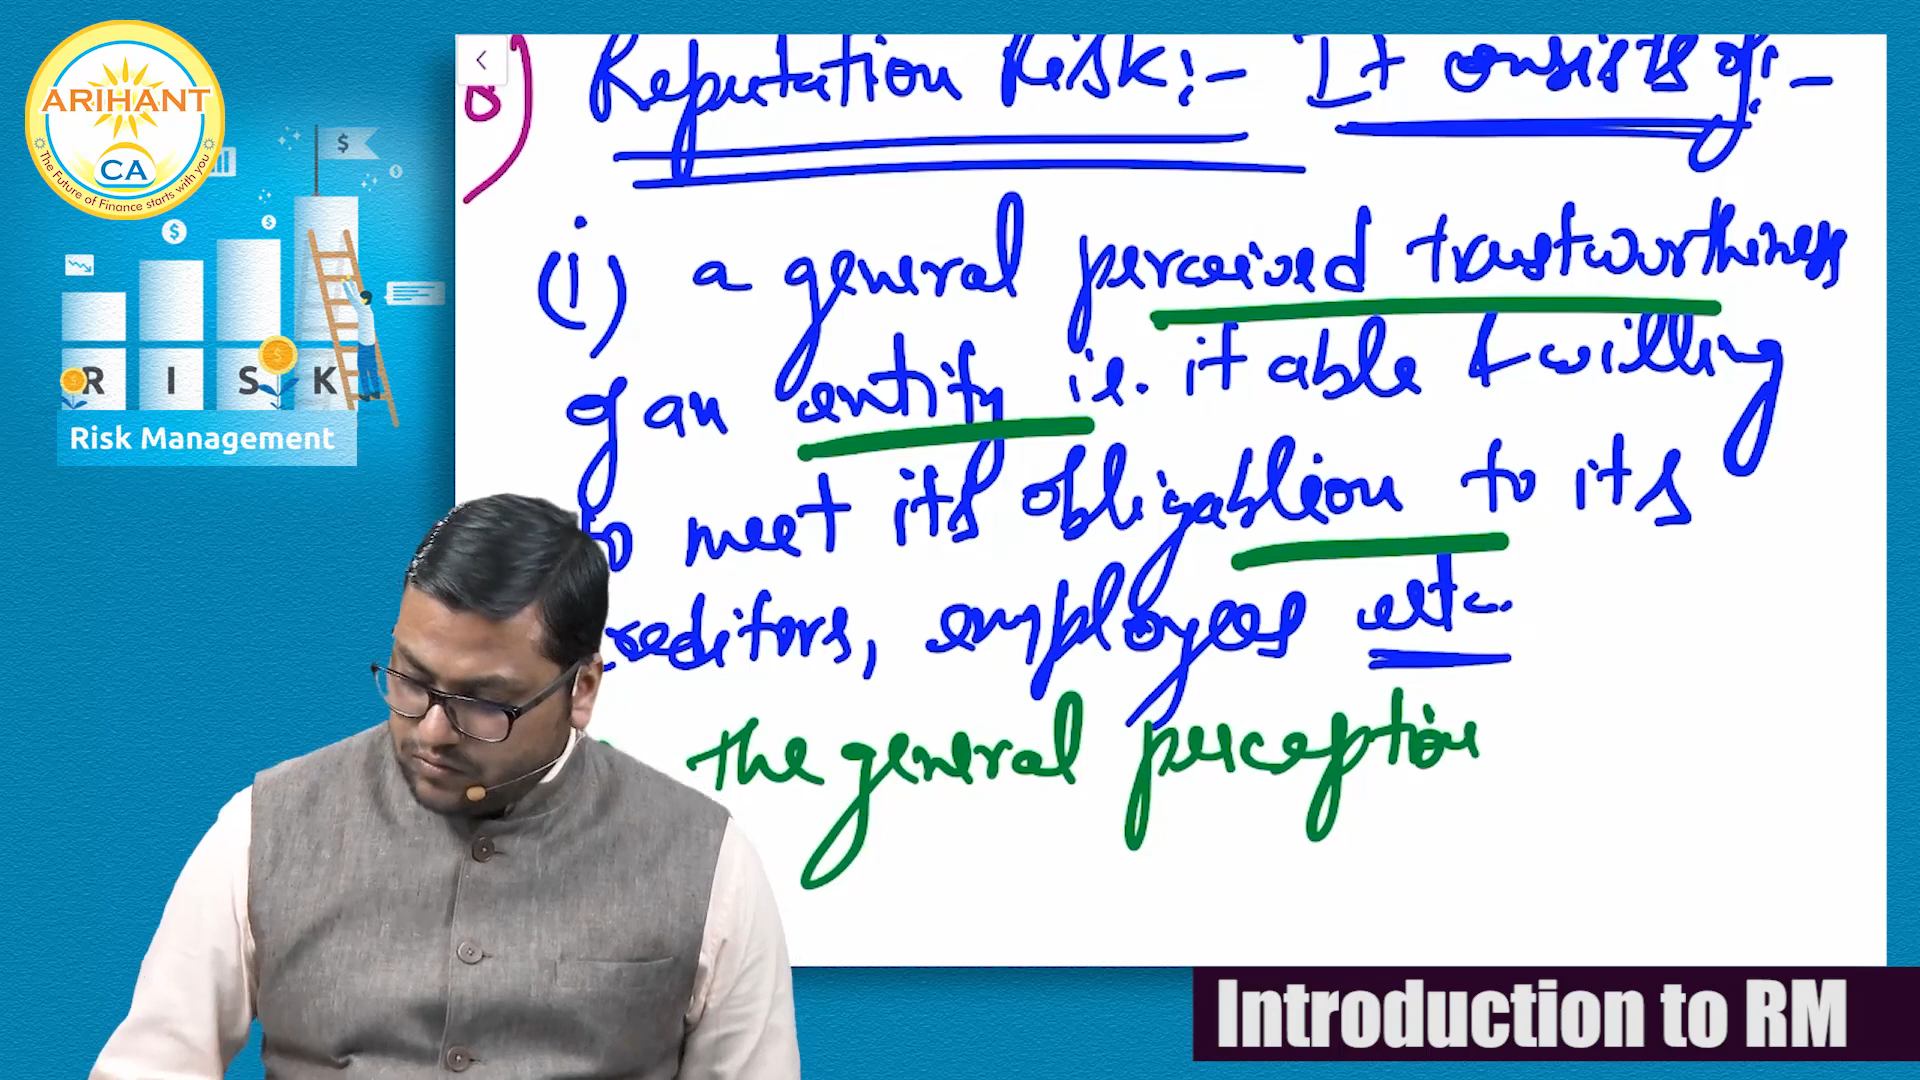 ARIHANT
CA
The Future of Finance starts with you
R I S K
Risk Management
8)
Reputation Risk:- It consists of:-
(i) a general perceived trustworthiness
of an entity i.e. it able & willing
to meet its obligation to its
creditors, employees etc.
the general perception
Introduction to RM